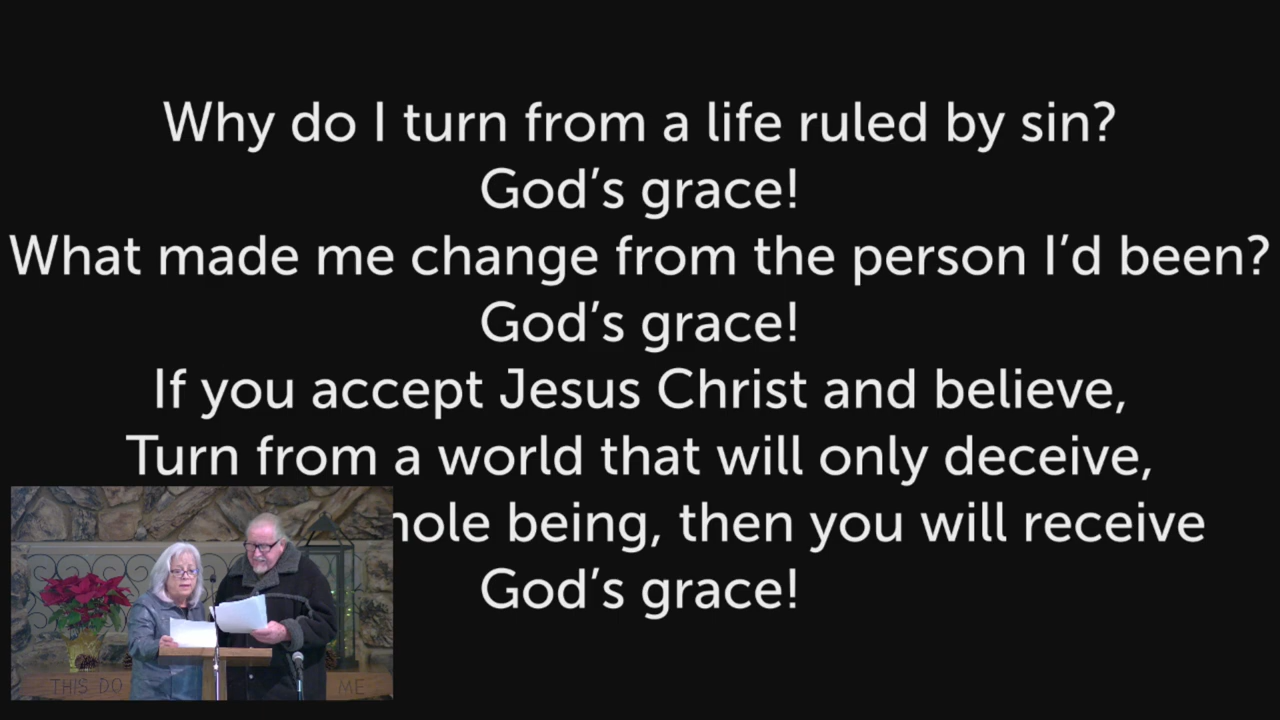 Why do I turn from a life ruled by sin?
God’s grace!
What made me change from the person I’d been?
God’s grace!
If you accept Jesus Christ and believe,
Turn from a world that will only deceive,
being, then you will receive
God’s grace!
THIS DO ME